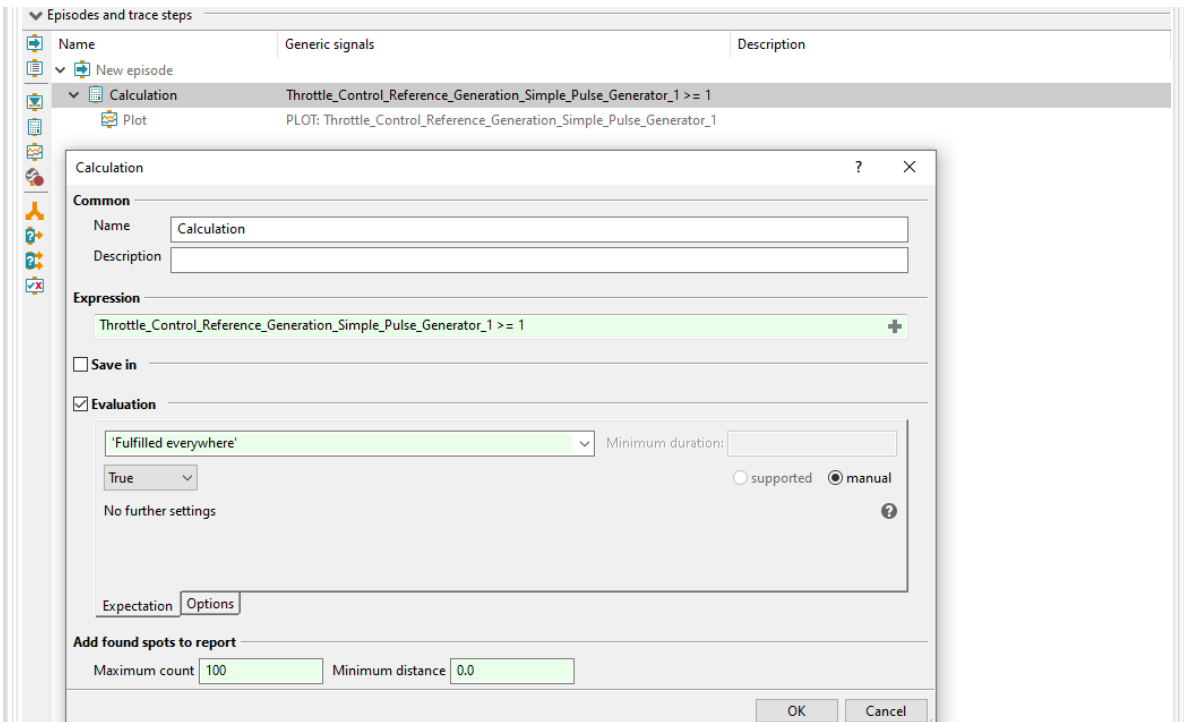 Episodes and trace steps
Name Generic signals Description
New episode
Calculation Throttle_Control_Reference_Generation_Simple_Pulse_Generator_1 >= 1
Plot PLOT: Throttle_Control_Reference_Generation_Simple_Pulse_Generator_1
Calculation ? X
Common
Name Calculation
Description
Expression
Throttle_Control_Reference_Generation_Simple_Pulse_Generator_1 >= 1 +
Save in
Evaluation
'Fulfilled everywhere' Minimum duration:
True supported manual
No further settings ?
Expectation Options
Add found spots to report
Maximum count 100 Minimum distance 0.0
OK Cancel